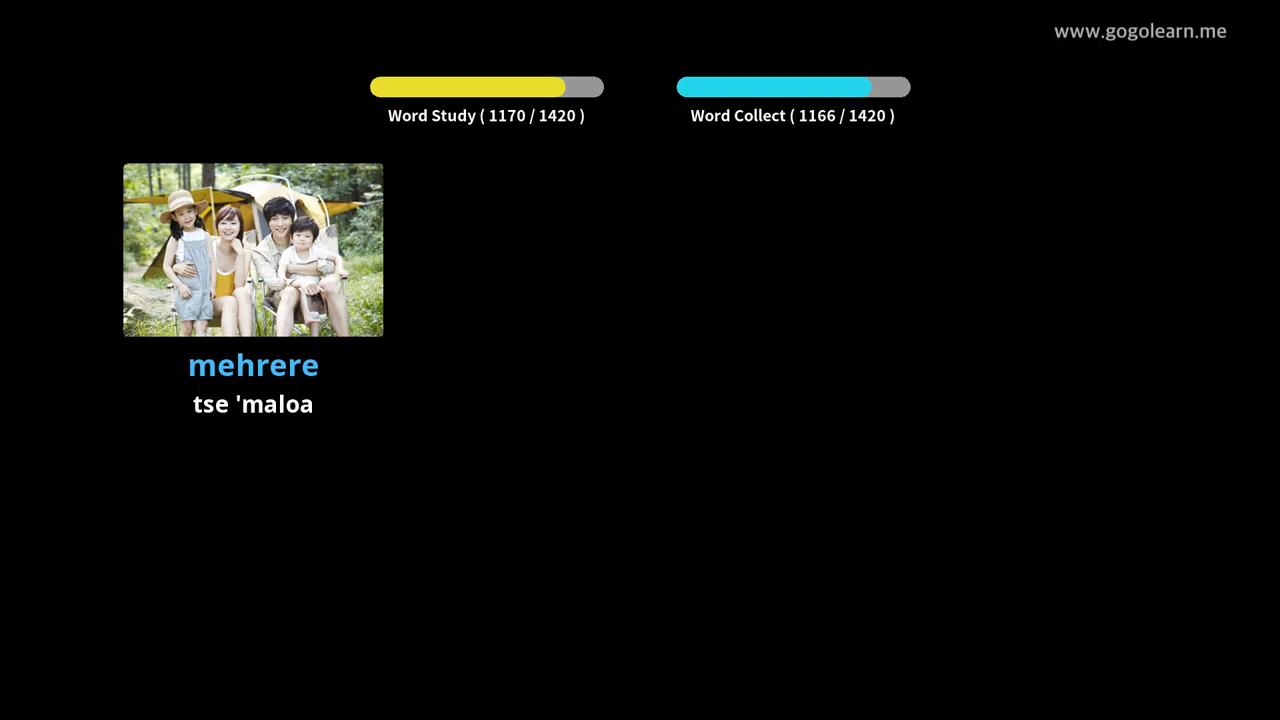 www.gogolearn.me
Word Study ( 1170 / 1420 )
Word Collect ( 1166 / 1420 )
mehrere
tse 'maloa